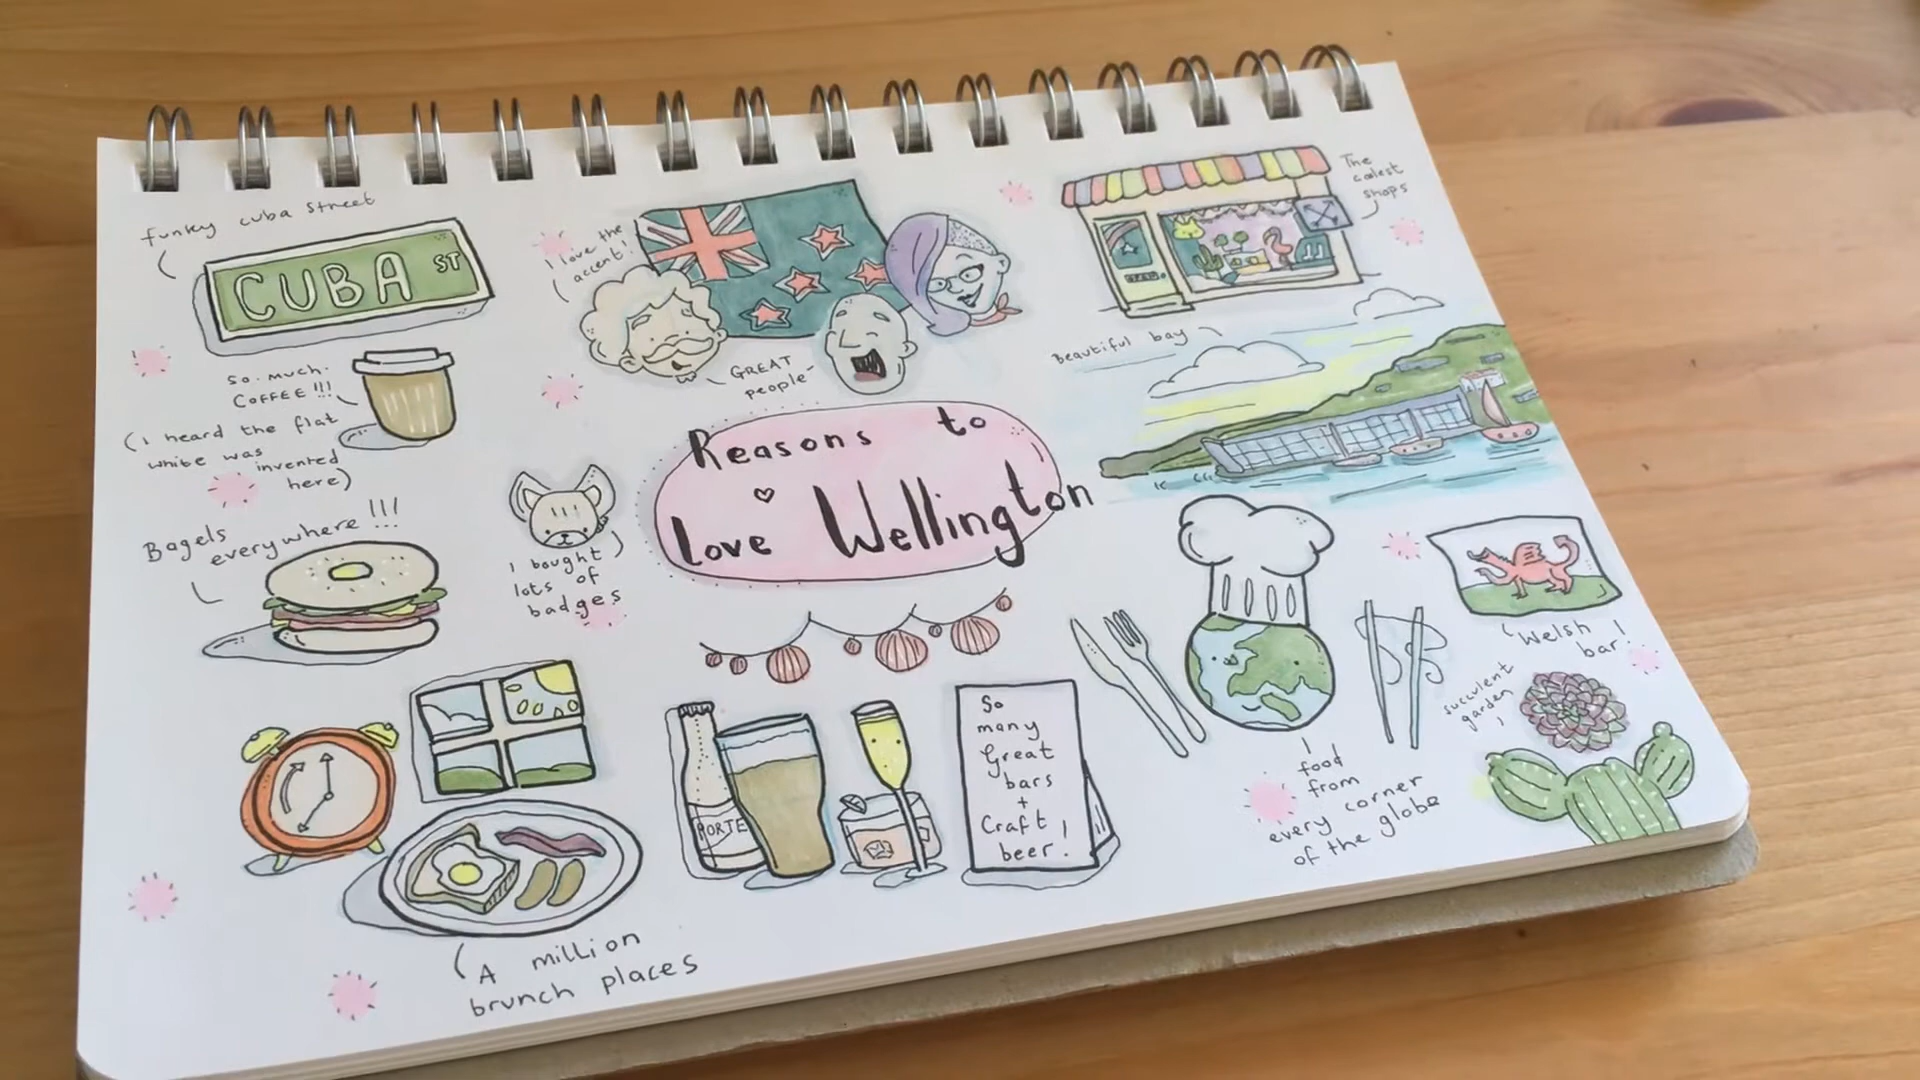 funky cuba street
CUBA ST
So much
COFFEE !!!
(I heard the flat
white was
invented
here)
Bagels
everywhere !!!
I love the
accent!
GREAT
people
The
coolest
shops
Beautiful bay
Reasons to
love Wellington
I bought
lots of
badges
PORTE
So
many
Great
bars
+
Craft
beer!
food
from
every corner
of the globe
Welsh
bar!
succulent
garden
A million
brunch places